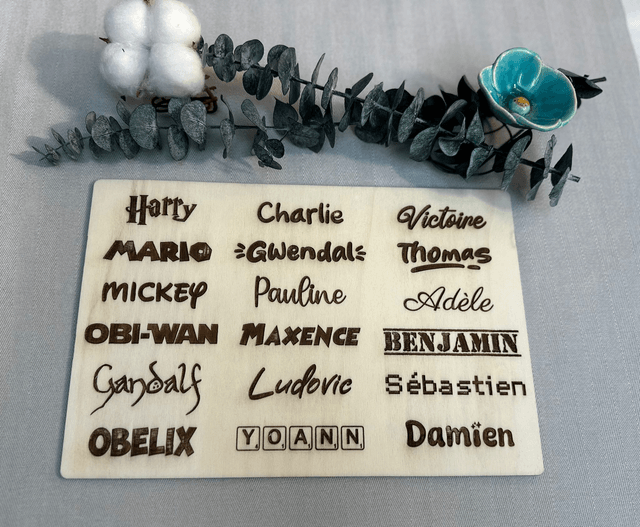 Harry Charlie Victoire
MARIO Gwendal Thomas
MICKEY Pauline Adèle
OBI-WAN MAXENCE BENJAMIN
Gandalf Ludovic Sébastien
OBELIX YOANN Damien